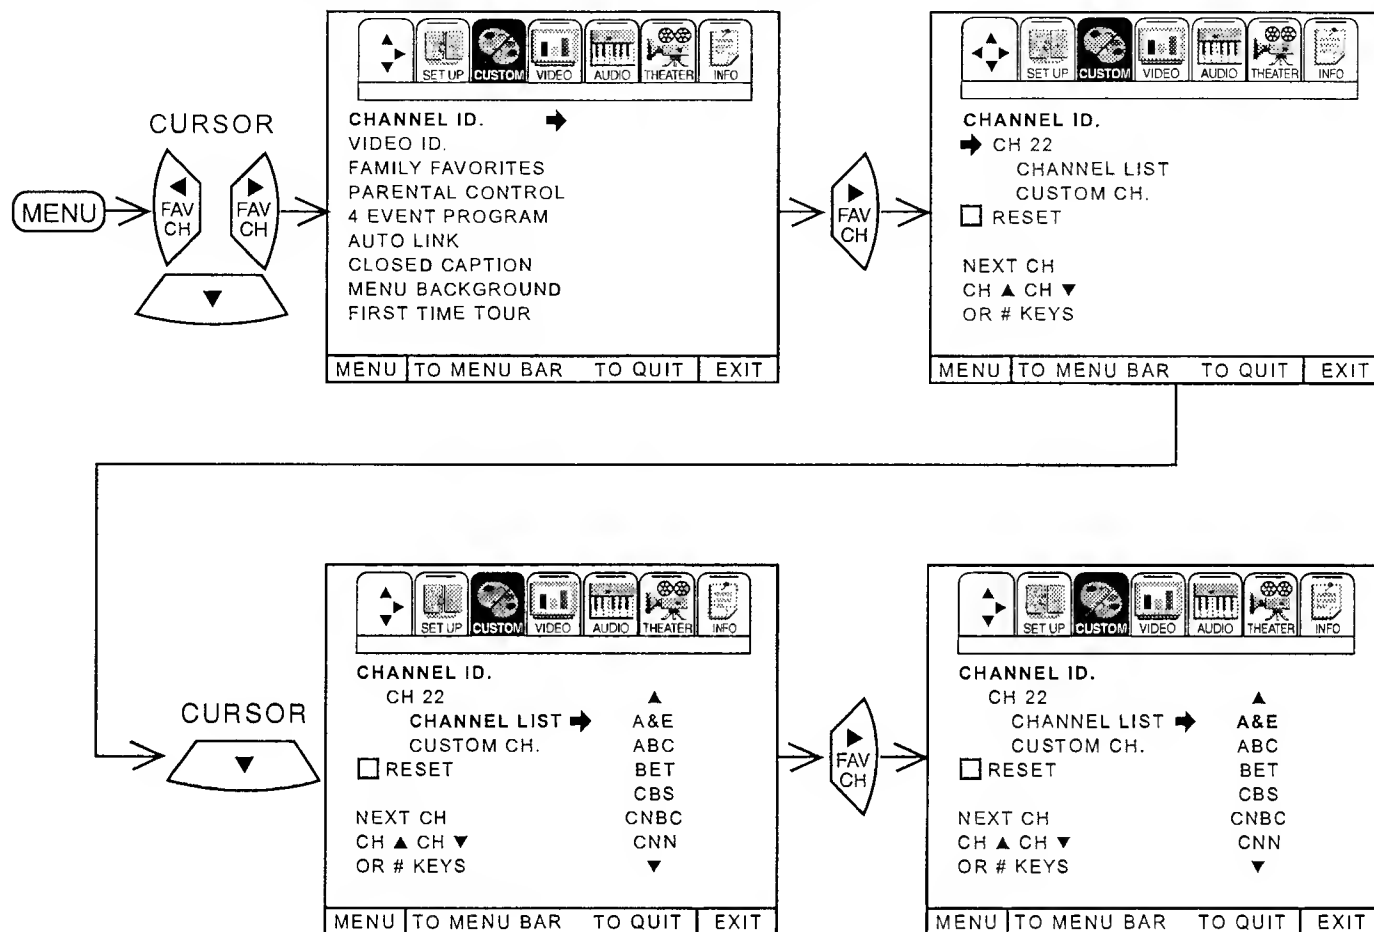 SET UP CUSTOM VIDEO AUDIO THEATER INFO
CHANNEL ID.
VIDEO ID.
FAMILY FAVORITES
PARENTAL CONTROL
4 EVENT PROGRAM
AUTO LINK
CLOSED CAPTION
MENU BACKGROUND
FIRST TIME TOUR
MENU TO MENU BAR TO QUIT EXIT
CURSOR
MENU
FAV CH
FAV CH
FAV CH
SET UP CUSTOM VIDEO AUDIO THEATER INFO
CHANNEL ID.
CH 22
CHANNEL LIST
CUSTOM CH.
RESET
NEXT CH
CH ▲ CH ▼
OR # KEYS
MENU TO MENU BAR TO QUIT EXIT
CURSOR
SET UP CUSTOM VIDEO AUDIO THEATER INFO
CHANNEL ID.
CH 22
CHANNEL LIST A&E
CUSTOM CH. ABC
RESET BET
CBS
NEXT CH CNBC
CH ▲ CH ▼ CNN
OR # KEYS
MENU TO MENU BAR TO QUIT EXIT
FAV CH
SET UP CUSTOM VIDEO AUDIO THEATER INFO
CHANNEL ID.
CH 22
CHANNEL LIST A&E
CUSTOM CH. ABC
RESET BET
CBS
NEXT CH CNBC
CH ▲ CH ▼ CNN
OR # KEYS
MENU TO MENU BAR TO QUIT EXIT